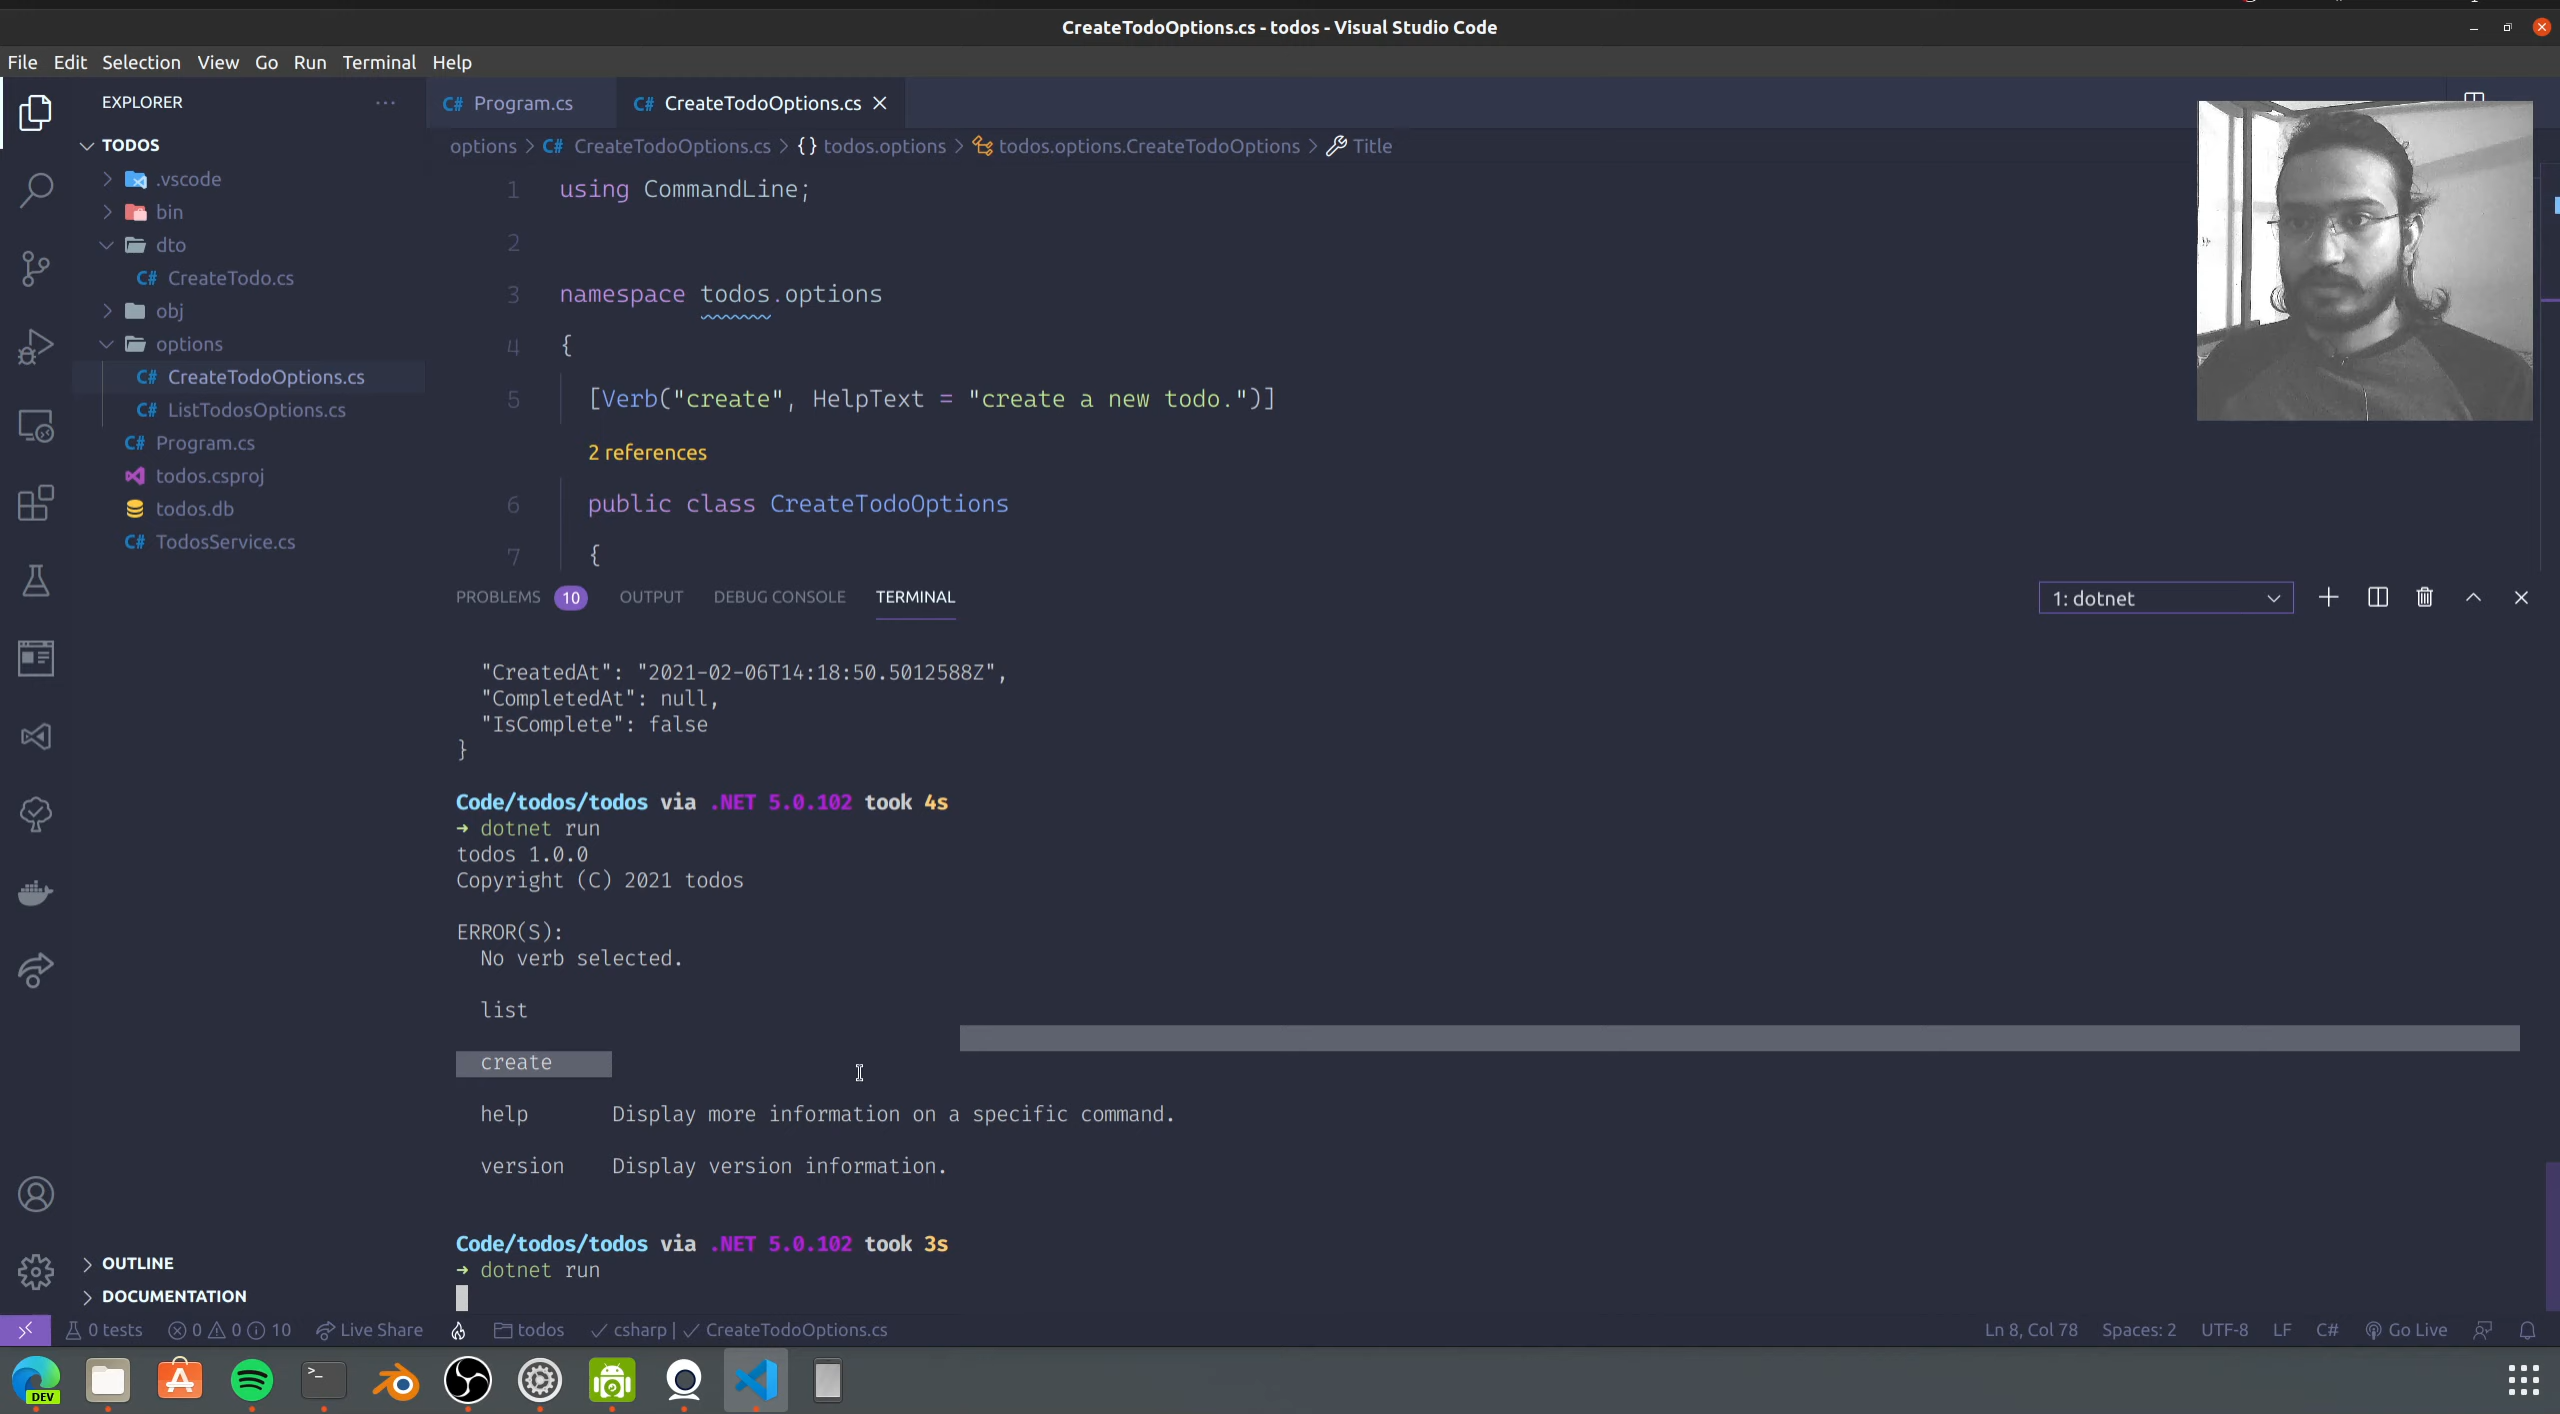 CreateTodoOptions.cs - todos - Visual Studio Code
File Edit Selection View Go Run Terminal Help
EXPLORER
TODOS
.vscode
bin
dto
C# CreateTodo.cs
obj
options
C# CreateTodoOptions.cs
C# ListTodosOptions.cs
C# Program.cs
todos.csproj
todos.db
C# TodosService.cs
OUTLINE
DOCUMENTATION
C# Program.cs
C# CreateTodoOptions.cs
options > C# CreateTodoOptions.cs > {} todos.options > todos.options.CreateTodoOptions > Title
1 using CommandLine;
2
3 namespace todos.options
4 {
5 [Verb("create", HelpText = "create a new todo.")]
2 references
6 public class CreateTodoOptions
7 {
PROBLEMS 10 OUTPUT DEBUG CONSOLE TERMINAL
1: dotnet
"CreatedAt": "2021-02-06T14:18:50.5012588Z",
"CompletedAt": null,
"IsComplete": false
}
Code/todos/todos via .NET 5.0.102 took 4s
➜ dotnet run
todos 1.0.0
Copyright (C) 2021 todos
ERROR(S):
No verb selected.
list
create
help Display more information on a specific command.
version Display version information.
Code/todos/todos via .NET 5.0.102 took 3s
➜ dotnet run
0 tests 0 0 10 Live Share todos ✓ csharp | ✓ CreateTodoOptions.cs
Ln 8, Col 78 Spaces: 2 UTF-8 LF C# Go Live
DEV